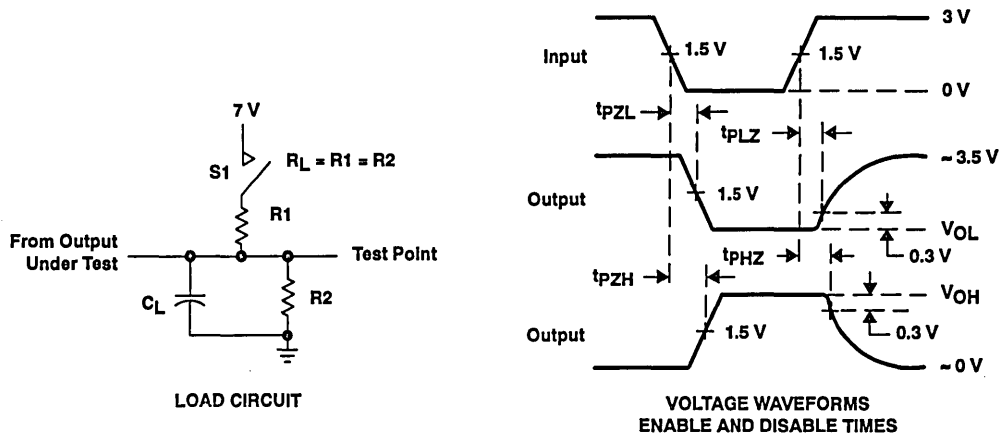 7 V
S1
RL = R1 = R2
R1
From Output
Under Test
Test Point
CL
R2
LOAD CIRCUIT
3 V
Input
1.5 V
1.5 V
0 V
tPZL
tPLZ
~ 3.5 V
Output
1.5 V
VOL
0.3 V
tPHZ
tPZH
VOH
Output
1.5 V
0.3 V
~ 0 V
VOLTAGE WAVEFORMS
ENABLE AND DISABLE TIMES